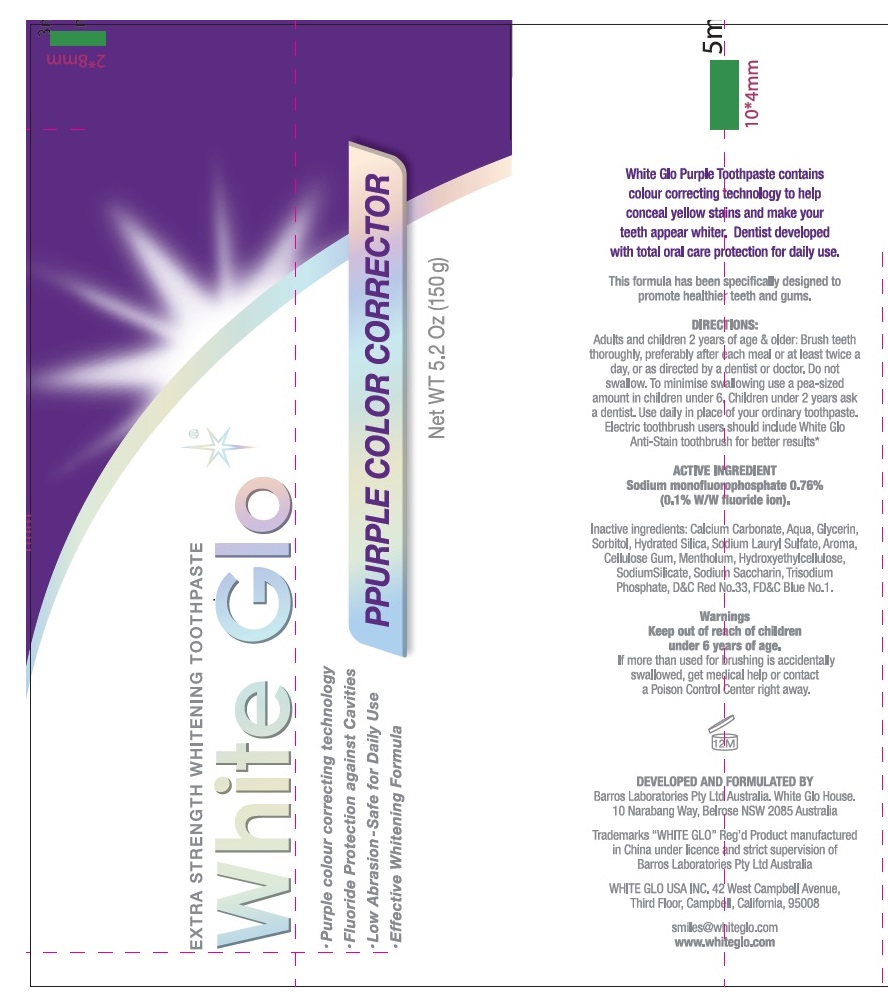 3m
2*8mm
EXTRA STRENGTH WHITENING TOOTHPASTE
White Glo
®
PPURPLE COLOR CORRECTOR
Net WT 5.2 Oz (150 g)
· Purple colour correcting technology
· Fluoride Protection against Cavities
· Low Abrasion-Safe for Daily Use
· Effective Whitening Formula
5m
10*4mm
White Glo Purple Toothpaste contains
colour correcting technology to help
conceal yellow stains and make your
teeth appear whiter. Dentist developed
with total oral care protection for daily use.
This formula has been specifically designed to
promote healthier teeth and gums.
DIRECTIONS:
Adults and children 2 years of age & older: Brush teeth
thoroughly, preferably after each meal or at least twice a
day, or as directed by a dentist or doctor. Do not
swallow. To minimise swallowing use a pea-sized
amount in children under 6. Children under 2 years ask
a dentist. Use daily in place of your ordinary toothpaste.
Electric toothbrush users should include White Glo
Anti-Stain toothbrush for better results*
ACTIVE INGREDIENT
Sodium monofluorophosphate 0.76%
(0.1% W/W fluoride ion).
Inactive ingredients: Calcium Carbonate, Aqua, Glycerin,
Sorbitol, Hydrated Silica, Sodium Lauryl Sulfate, Aroma,
Cellulose Gum, Mentholum, Hydroxyethylcellulose,
SodiumSilicate, Sodium Saccharin, Trisodium
Phosphate, D&C Red No.33, FD&C Blue No.1.
Warnings
Keep out of reach of children
under 6 years of age.
If more than used for brushing is accidentally
swallowed, get medical help or contact
a Poison Control Center right away.
12M
DEVELOPED AND FORMULATED BY
Barros Laboratories Pty Ltd Australia. White Glo House.
10 Narabang Way, Belrose NSW 2085 Australia
Trademarks “WHITE GLO” Reg’d Product manufactured
in China under licence and strict supervision of
Barros Laboratories Pty Ltd Australia
WHITE GLO USA INC. 42 West Campbell Avenue,
Third Floor, Campbell, California, 95008
smiles@whiteglo.com
www.whiteglo.com